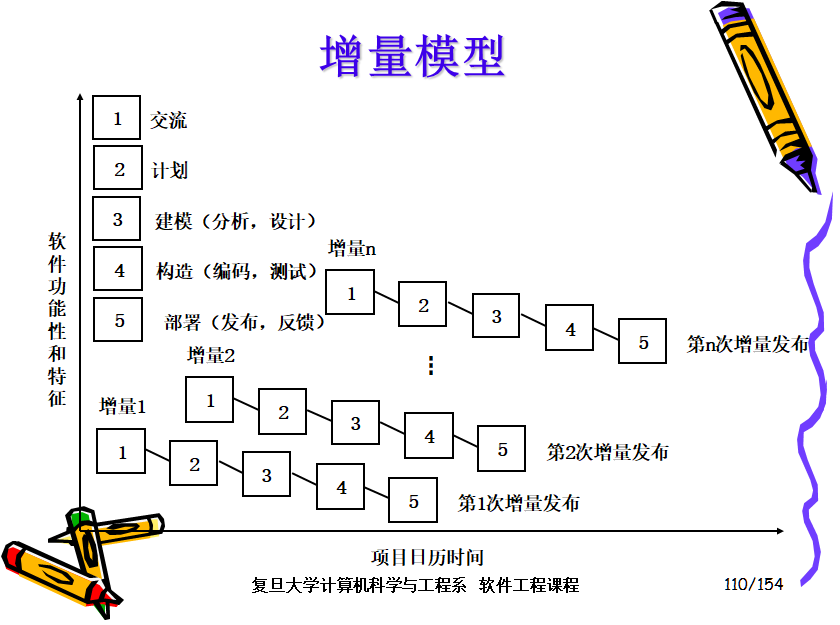 增量模型
1 交流
2 计划
3 建模（分析，设计）
4 构造（编码，测试）
5 部署（发布，反馈）
软件功能性和特征
增量n
1 2 3 4 5
第n次增量发布
⋮
增量2
1 2 3 4 5
第2次增量发布
增量1
1 2 3 4 5
第1次增量发布
项目日历时间
复旦大学计算机科学与工程系 软件工程课程
110/154